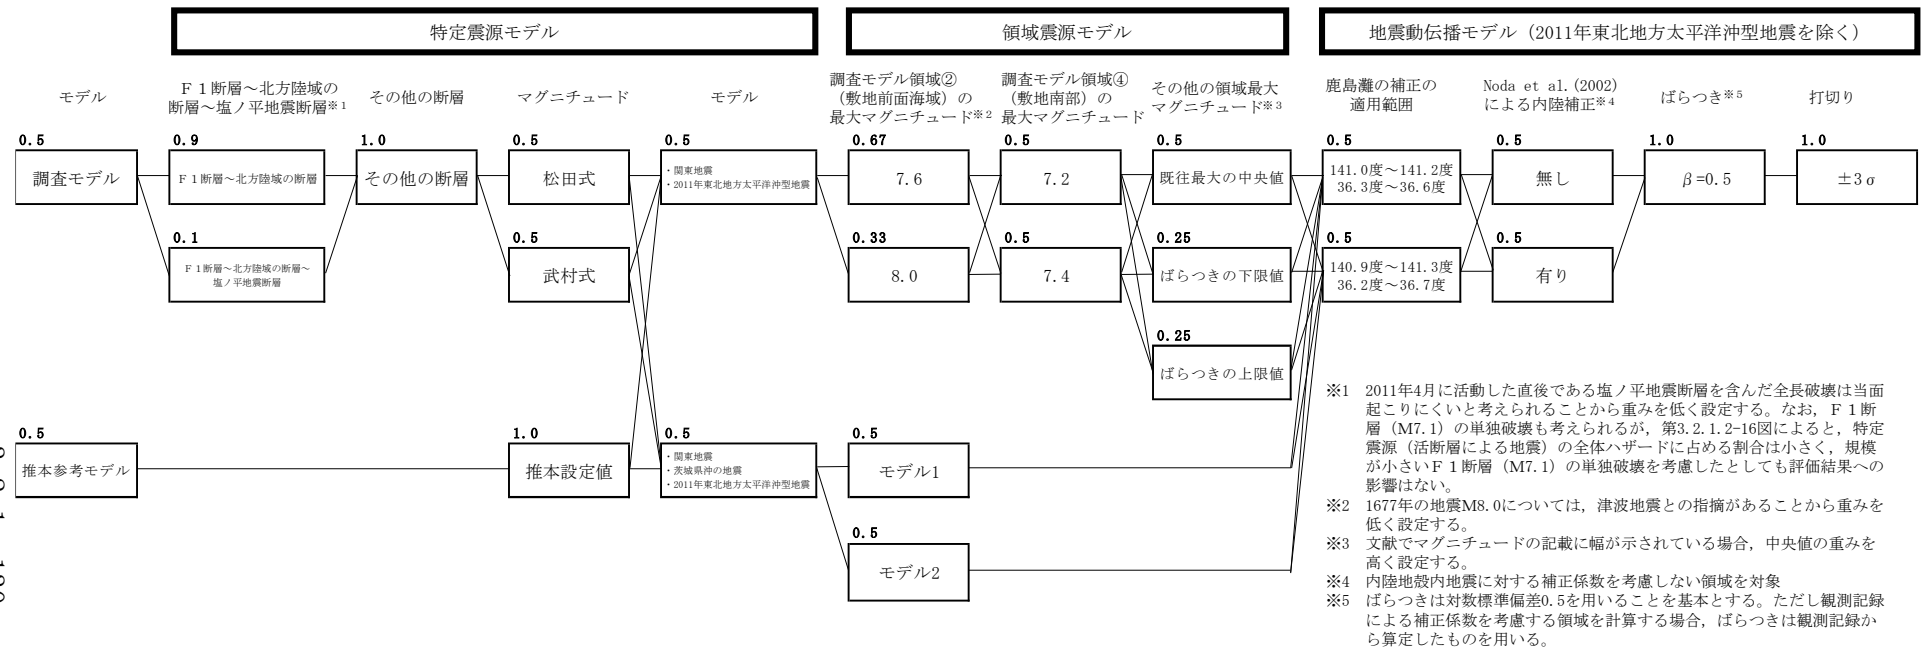 特定震源モデル
領域震源モデル
地震動伝播モデル（2011年東北地方太平洋沖型地震を除く）
モデル
Ｆ１断層～北方陸域の
断層～塩ノ平地震断層※1
その他の断層
マグニチュード
モデル
調査モデル領域②
（敷地前面海域）の
最大マグニチュード※2
調査モデル領域④
（敷地南部）の
最大マグニチュード
その他の領域最大
マグニチュード※3
鹿島灘の補正の
適用範囲
Noda et al.(2002)
による内陸補正※4
ばらつき※5
打切り
0.5
調査モデル
0.9
Ｆ１断層～北方陸域の断層
1.0
その他の断層
0.5
松田式
0.5
・関東地震
・2011年東北地方太平洋沖型地震
0.67
7.6
0.5
7.2
0.5
既往最大の中央値
0.5
141.0度～141.2度
36.3度～36.6度
0.5
無し
1.0
β=0.5
1.0
±3σ
0.1
Ｆ１断層～北方陸域の断層～
塩ノ平地震断層
0.5
武村式
0.33
8.0
0.5
7.4
0.25
ばらつきの下限値
0.5
140.9度～141.3度
36.2度～36.7度
0.5
有り
0.25
ばらつきの上限値
0.5
推本参考モデル
1.0
推本設定値
0.5
・関東地震
・茨城県沖の地震
・2011年東北地方太平洋沖型地震
0.5
モデル1
0.5
モデル2
※1 2011年4月に活動した直後である塩ノ平地震断層を含んだ全長破壊は当面
起こりにくいと考えられることから重みを低く設定する。なお，Ｆ１断
層（M7.1）の単独破壊も考えられるが，第3.2.1.2-16図によると，特定
震源（活断層による地震）の全体ハザードに占める割合は小さく，規模
が小さいＦ１断層（M7.1）の単独破壊を考慮したとしても評価結果への
影響はない。
※2 1677年の地震M8.0については，津波地震との指摘があることから重みを
低く設定する。
※3 文献でマグニチュードの記載に幅が示されている場合，中央値の重みを
高く設定する。
※4 内陸地殻内地震に対する補正係数を考慮しない領域を対象
※5 ばらつきは対数標準偏差0.5を用いることを基本とする。ただし観測記録
による補正係数を考慮する領域を計算する場合，ばらつきは観測記録か
ら算定したものを用いる。